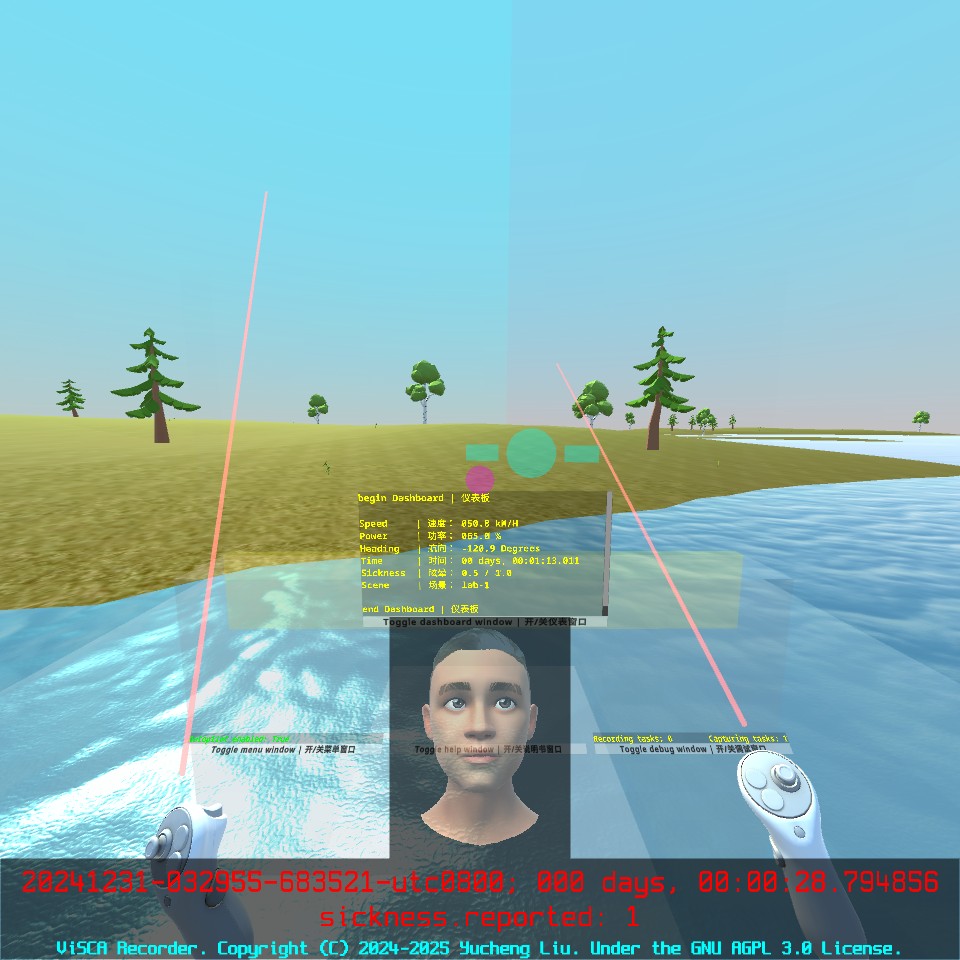 begin Dashboard | 仪表板
Speed | 速度: 050.8 kM/H
Power | 功率: 065.0 %
Heading | 航向: -120.9 Degrees
Time | 时间: 00 days, 00:01:13.011
Sickness | 眩晕: 0.5 / 1.0
Scene | 场景: lab-1
end Dashboard | 仪表板
Toggle dashboard window | 开/关仪表窗口
enabled: True
Recording tasks: 0 Capturing tasks: 1
Toggle menu window | 开/关菜单窗口
Toggle help window | 开/关说明书窗口
Toggle debug window | 开/关调试窗口
20241231-032955-683521-utc0800; 000 days, 00:00:28.794856
sickness.reported: 1
ViSCA Recorder. Copyright (C) 2024-2025 Yucheng Liu. Under the GNU AGPL 3.0 License.